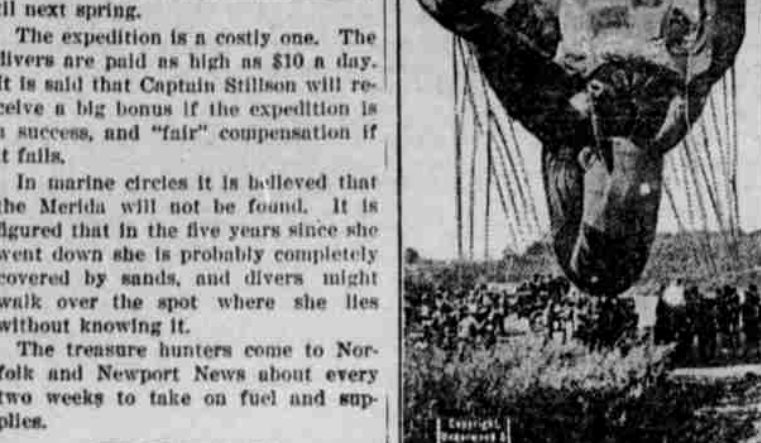 til next spring.
The expedition is a costly one. The
divers are paid as high as $10 a day.
It is said that Captain Stillson will re-
ceive a big bonus if the expedition is
a success, and "fair" compensation if
it fails.
In marine circles it is believed that
the Merida will not be found. It is
figured that in the five years since she
went down she is probably completely
covered by sands, and divers might
walk over the spot where she lies
without knowing it.
The treasure hunters come to Nor-
folk and Newport News about every
two weeks to take on fuel and sup-
plies.
Copyright,
Underwood &